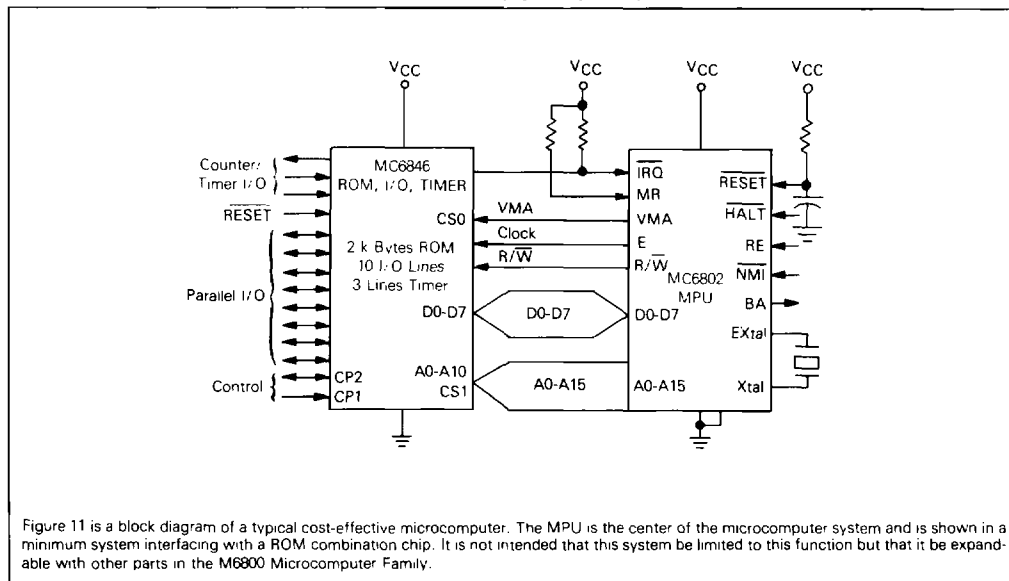 VCC
VCC
VCC
VCC
Counter/
Timer I/O
RESET
Parallel I/O
Control
MC6846
ROM, I/O, TIMER
CS0
2 k Bytes ROM
10 I/O Lines
3 Lines Timer
D0-D7
A0-A10
CS1
CP2
CP1
VMA
Clock
R/W
D0-D7
A0-A15
IRQ
MR
VMA
E
R/W
MC6802
MPU
D0-D7
A0-A15
RESET
HALT
RE
NMI
BA
EXtal
Xtal
Figure 11 is a block diagram of a typical cost-effective microcomputer. The MPU is the center of the microcomputer system and is shown in a
minimum system interfacing with a ROM combination chip. It is not intended that this system be limited to this function but that it be expand-
able with other parts in the M6800 Microcomputer Family.